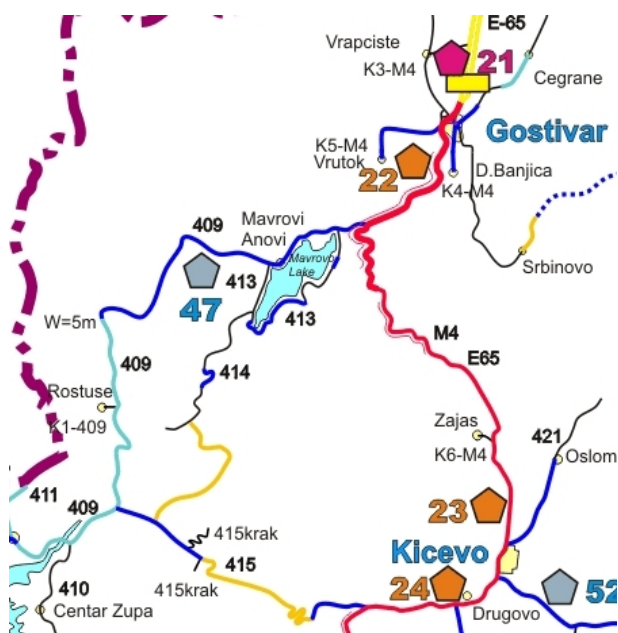 E-65
Vrapciste
21
K3-M4
Cegrane
Gostivar
K5-M4
Vrutok
22
D.Banjica
K4-M4
409
Mavrovi
Anovi
Mavrovo
Lake
Srbinovo
413
47
413
W=5m
M4
409
E65
414
Rostuse
K1-409
Zajas
421
K6-M4
Oslom
411
409
23
415krak
Kicevo
415
415krak
24
52
410
Centar Zupa
Drugovo